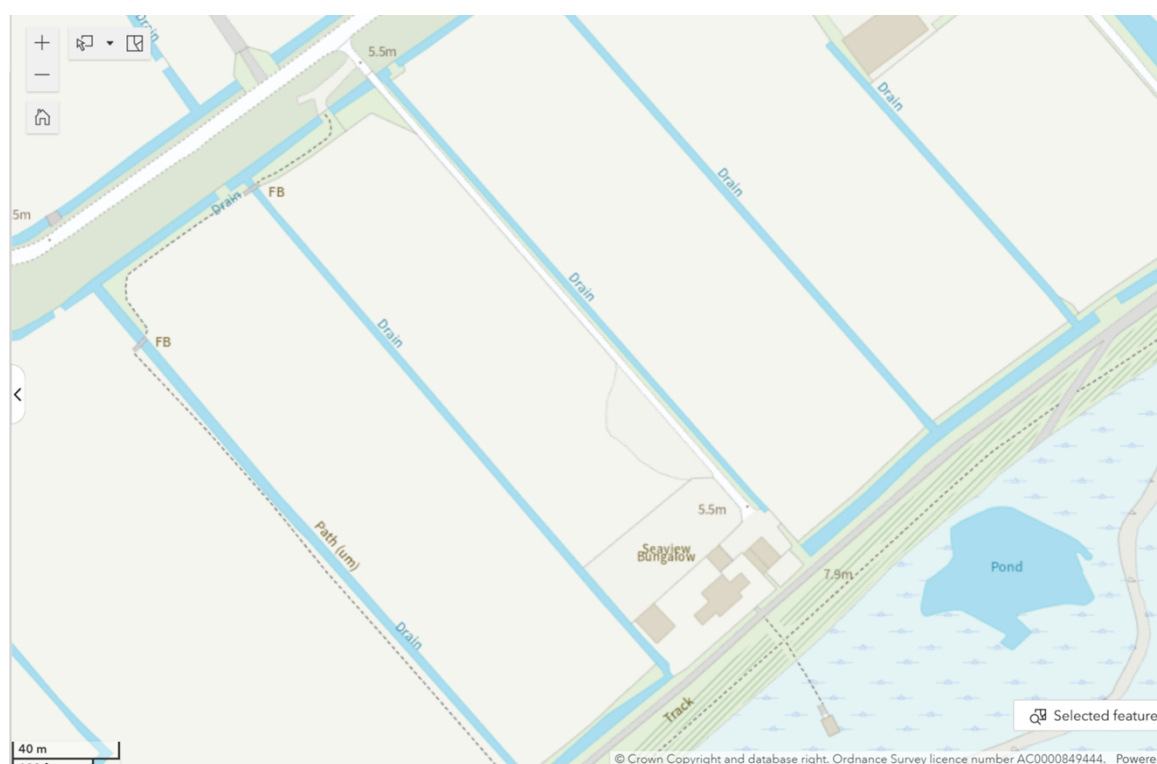 Drain
5.5m
Drain
Drain
FB
Drain
5m
Drain
Drain
FB
5.5m
Seaview
Bungalow
Path (um)
7.9m
Pond
Drain
Track
Selected feature
40 m
© Crown Copyright and database right. Ordnance Survey licence number AC0000849444. Powere